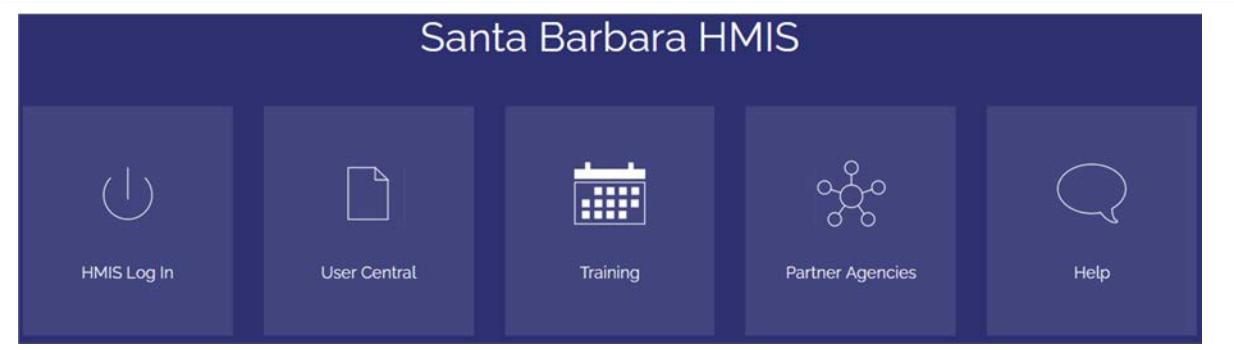 Santa Barbara HMIS
HMIS Log In
User Central
Training
Partner Agencies
Help